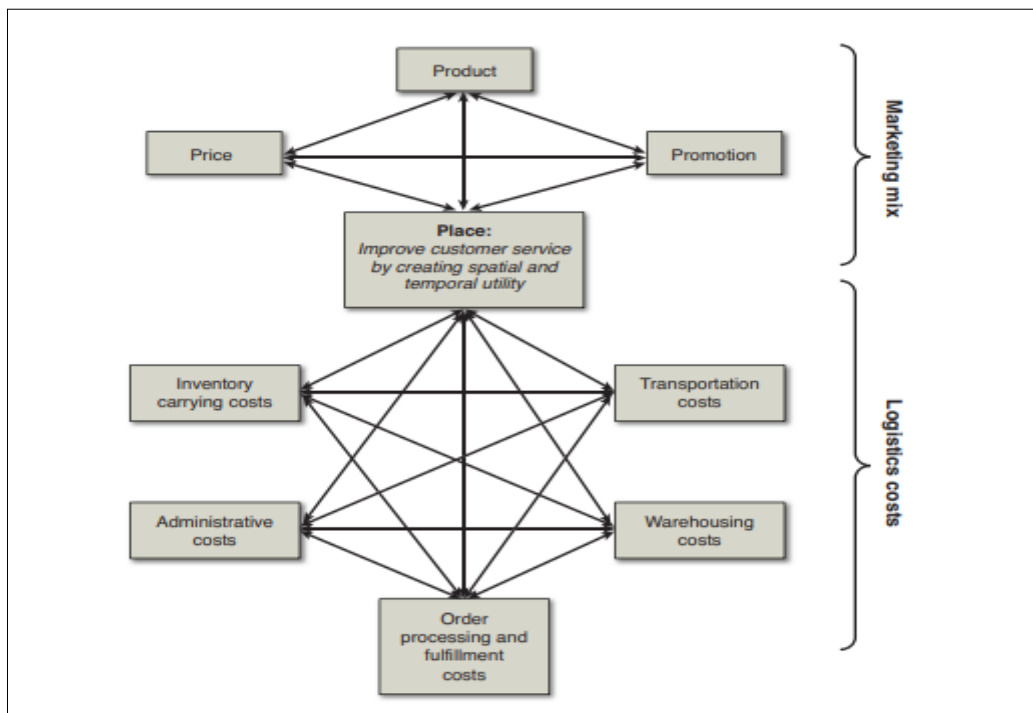 Product
Price
Promotion
Marketing mix
Place:
Improve customer service
by creating spatial and
temporal utility
Inventory
carrying costs
Transportation
costs
Logistics costs
Administrative
costs
Warehousing
costs
Order
processing and
fulfillment
costs